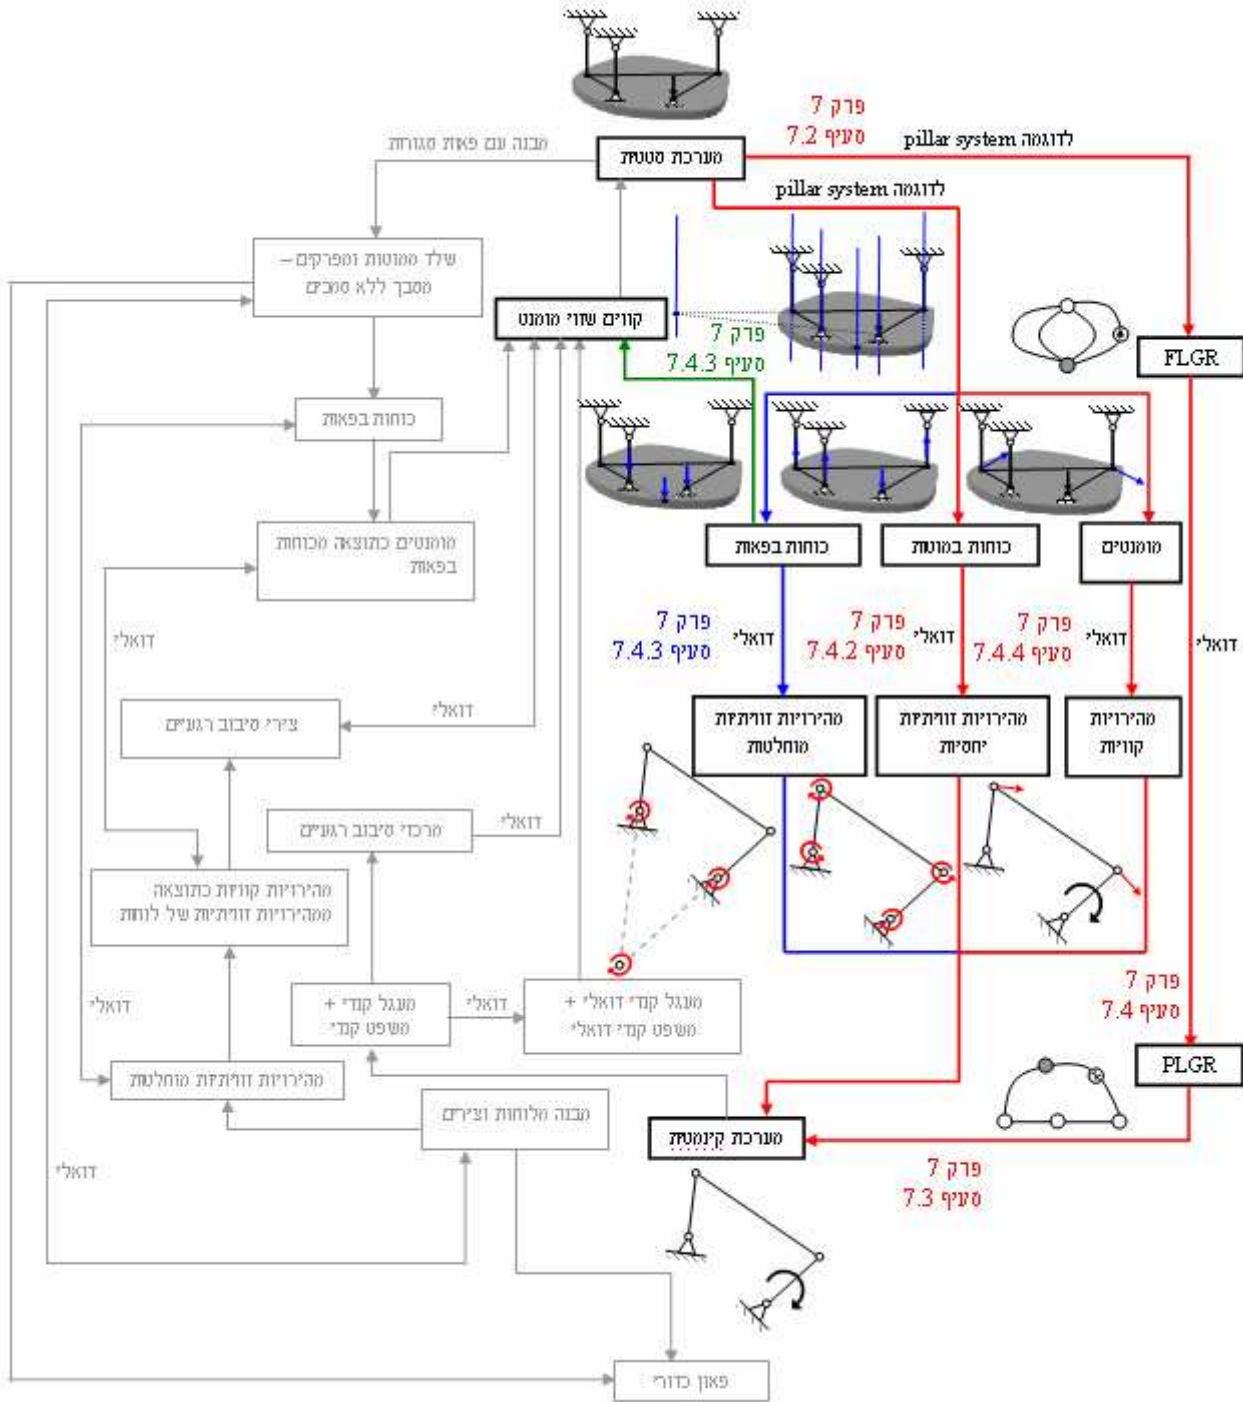 פרק 7
סעיף 7.2
לדוגמה pillar system
מבנה עם פאות סגורות
מערכת סטטית
לדוגמה pillar system
שלד ממוטות ומפרקים –
מסבך ללא סמכים
קווים שווי מומנט
פרק 7
סעיף 7.4.3
FLGR
כוחות בפאות
מומנטים כתוצאה מכוחות
בפאות
כוחות בפאות
כוחות במוטות
מומנטים
דואלי
דואלי
פרק 7
סעיף 7.4.3
דואלי
פרק 7
סעיף 7.4.2
דואלי
פרק 7
סעיף 7.4.4
דואלי
דואלי
צירי סיבוב רגעיים
דואלי
מהירויות זוויתיות
מוחלטות
מהירויות זוויתיות
יחסיות
מהירויות
קוויות
מרכזי סיבוב רגעיים
דואלי
מהירויות קוויות כתוצאה
ממהירויות זוויתיות של לוחות
דואלי
מעגל קנדי +
משפט קנדי
דואלי
מעגל קנדי דואלי +
משפט קנדי דואלי
פרק 7
סעיף 7.4
מהירויות זוויתיות מוחלטות
PLGR
מבנה מלוחות וצירים
מערכת קינמטית
דואלי
פרק 7
סעיף 7.3
פאון כדורי